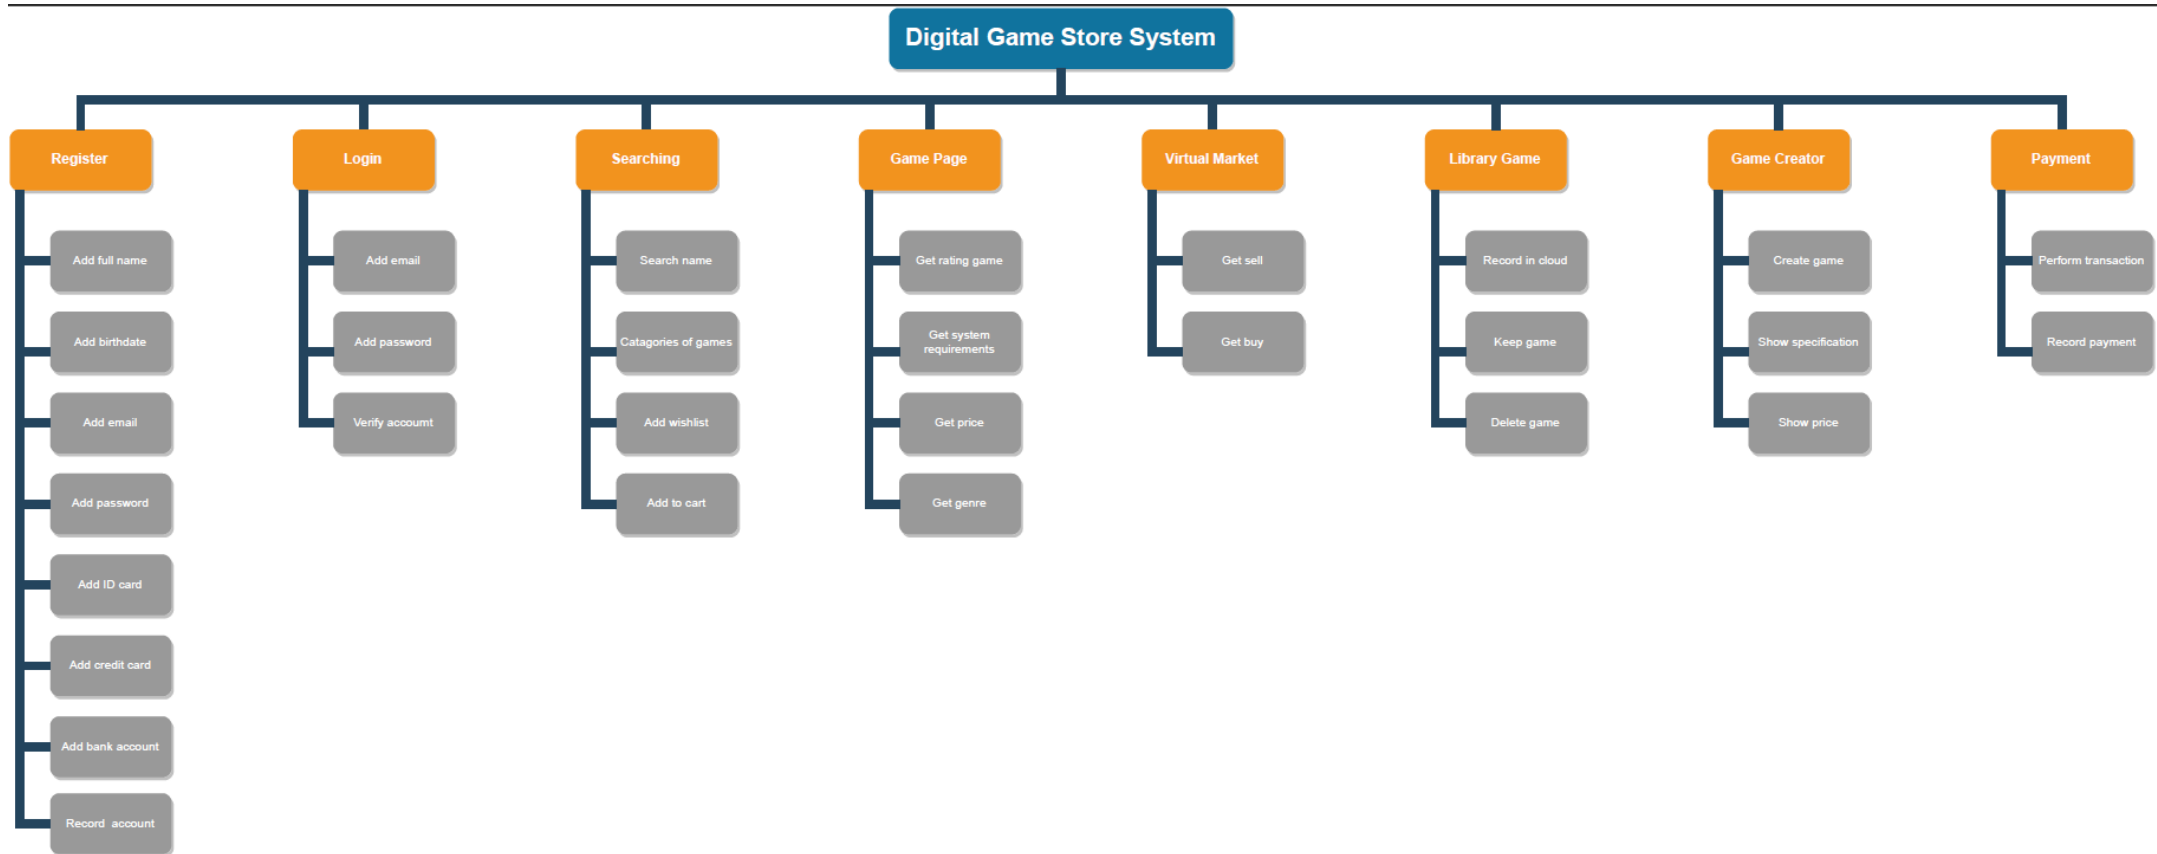 Digital Game Store System
Register
Login
Searching
Game Page
Virtual Market
Library Game
Game Creator
Payment
Add full name
Add birthdate
Add email
Add password
Add ID card
Add credit card
Add bank account
Record account
Add email
Add password
Verify accoumt
Search name
Catagories of games
Add wishlist
Add to cart
Get rating game
Get system
requirements
Get price
Get genre
Get sell
Get buy
Record in cloud
Keep game
Delete game
Create game
Show specification
Show price
Perform transaction
Record payment